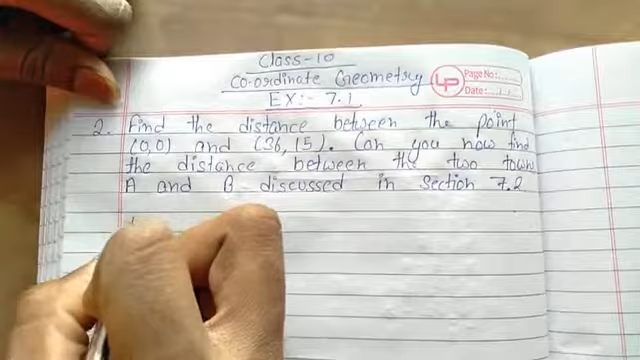 Class-10
Co-ordinate Geometry
EX:- 7.1
LP
Page No:......
Date: .../.../...
2. Find the distance between the point
(0,0) and (36, 15). Can you now find
the distance between the two towns
A and B discussed in Section 7.2